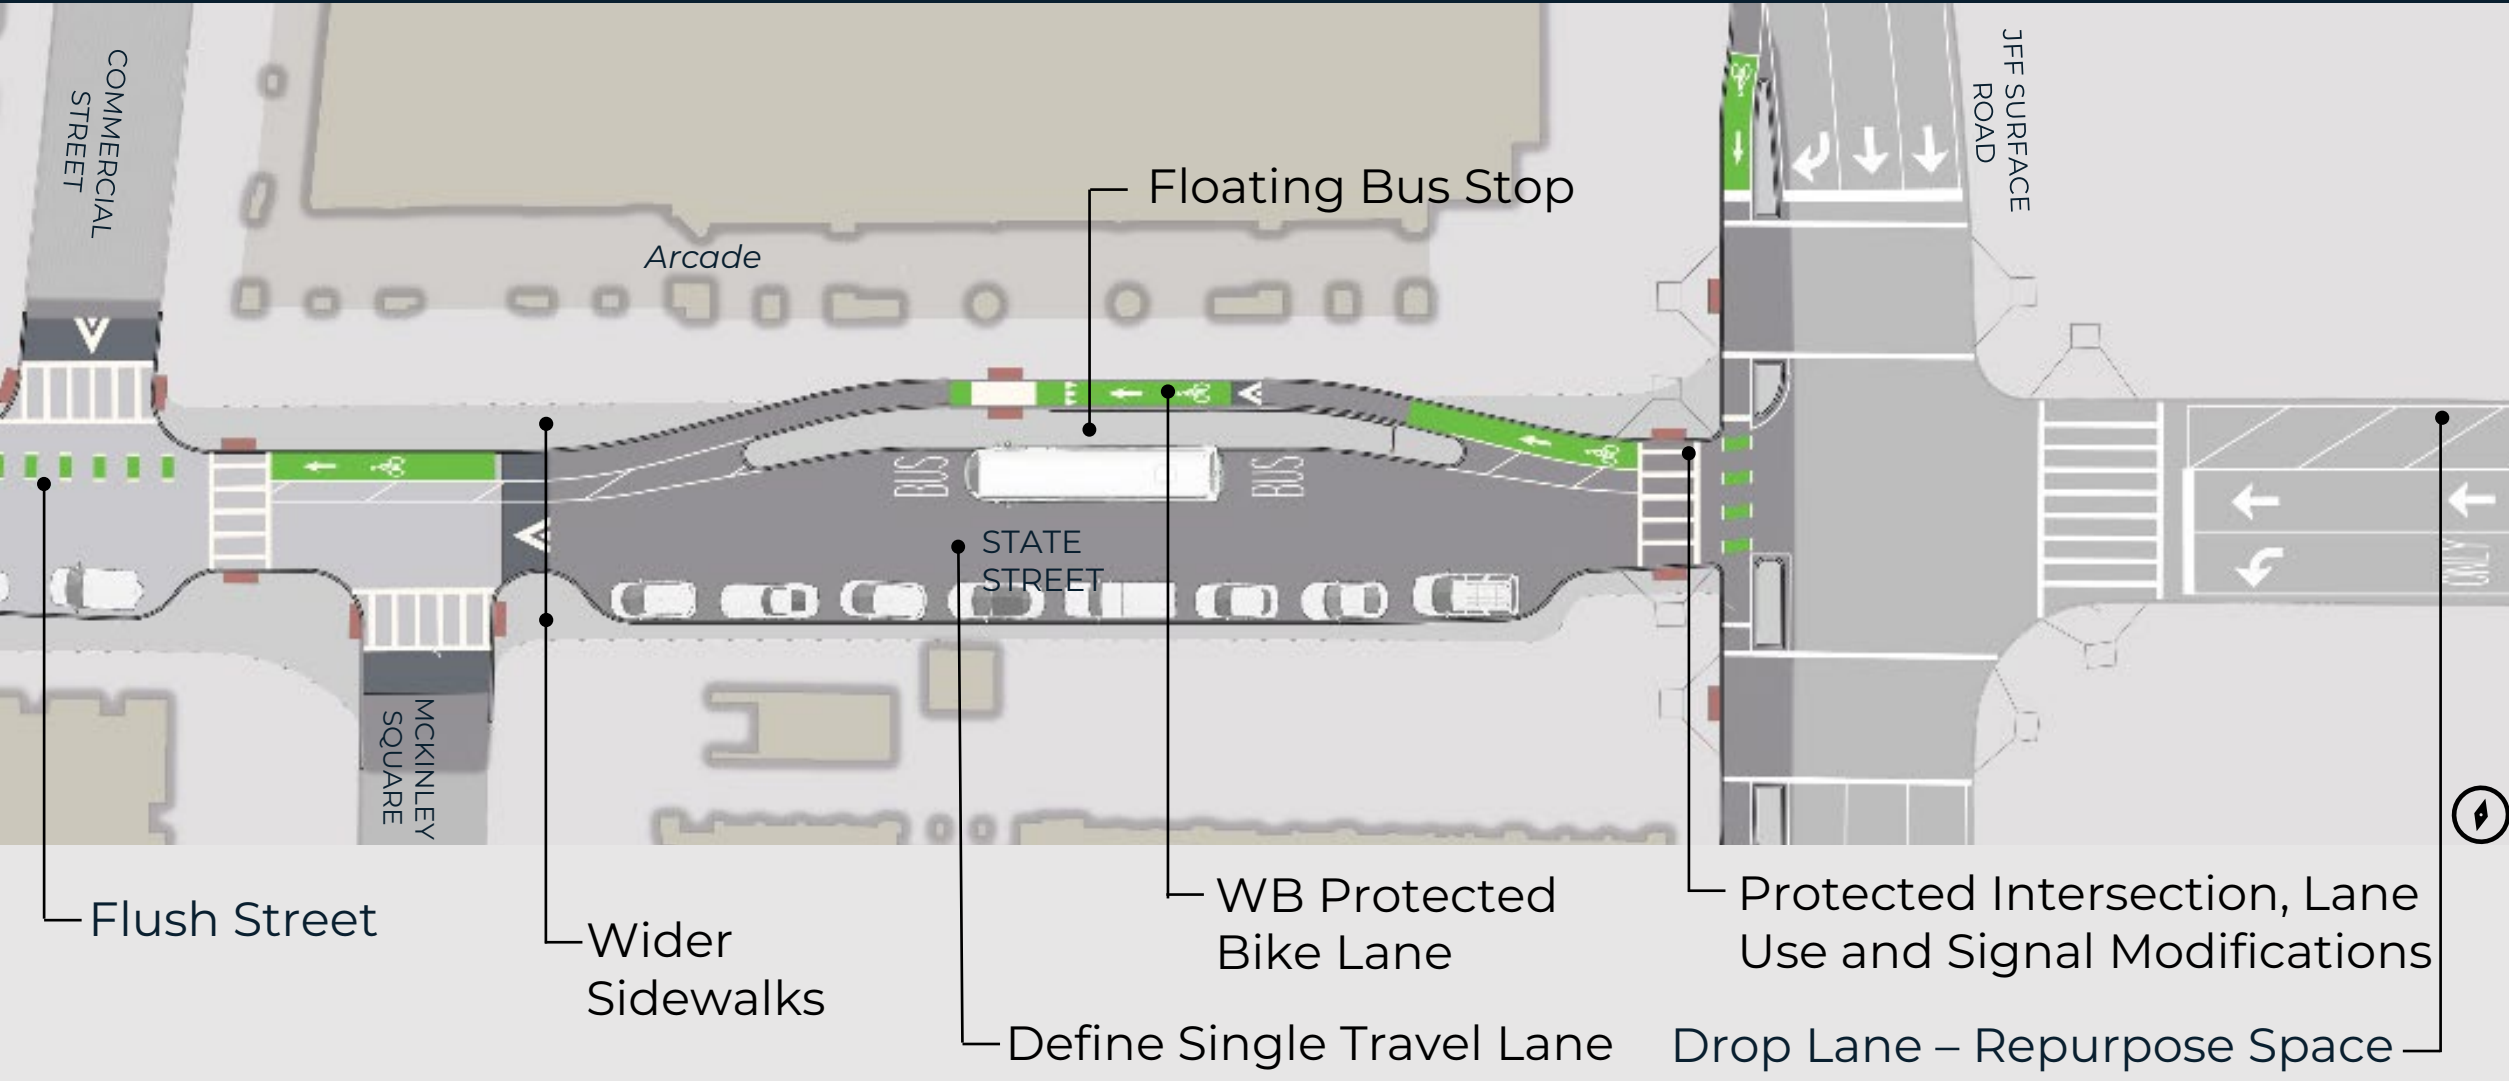 COMMERCIAL
STREET
JFF SURFACE
ROAD
Floating Bus Stop
Arcade
BUS
BUS
STATE
STREET
ONLY
MCKINLEY
SQUARE
Flush Street
Wider
Sidewalks
WB Protected
Bike Lane
Define Single Travel Lane
Protected Intersection, Lane
Use and Signal Modifications
Drop Lane – Repurpose Space